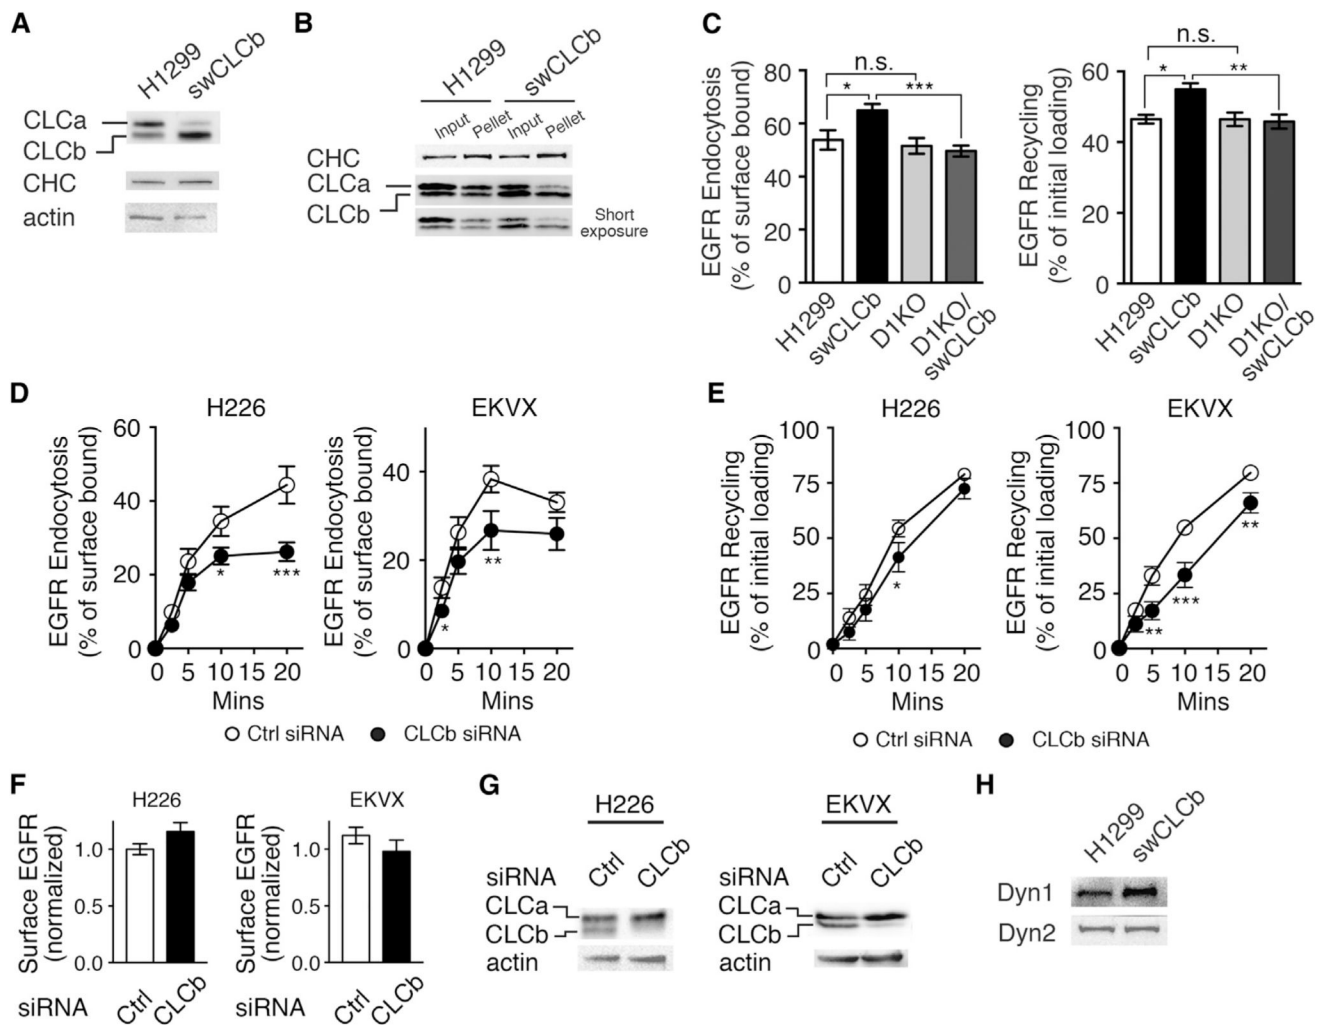 A
H1299
swCLCb
CLCa
CLCb
CHC
actin
B
H1299
swCLCb
Input
Pellet
Input
Pellet
CHC
CLCa
CLCb
Short
exposure
C
EGFR Endocytosis
(% of surface bound)
80
60
40
20
0
n.s.
*
***
H1299
swCLCb
D1KO
D1KO/
swCLCb
EGFR Recycling
(% of initial loading)
60
40
20
0
n.s.
*
**
H1299
swCLCb
D1KO
D1KO/
swCLCb
D
H226
EGFR Endocytosis
(% of surface bound)
60
40
20
0
*
***
0 5 10 15 20
Mins
EKVX
EGFR Endocytosis
(% of surface bound)
40
20
0
*
**
0 5 10 15 20
Mins
Ctrl siRNA
CLCb siRNA
E
H226
EGFR Recycling
(% of initial loading)
100
75
50
25
0
*
0 5 10 15 20
Mins
EKVX
EGFR Recycling
(% of initial loading)
100
75
50
25
0
**
***
**
0 5 10 15 20
Mins
Ctrl siRNA
CLCb siRNA
F
H226
Surface EGFR
(normalized)
1.0
0.5
0.0
siRNA
Ctrl
CLCb
EKVX
Surface EGFR
(normalized)
1.0
0.5
0.0
siRNA
Ctrl
CLCb
G
H226
siRNA
Ctrl
CLCb
CLCa
CLCb
actin
EKVX
siRNA
Ctrl
CLCb
CLCa
CLCb
actin
H
H1299
swCLCb
Dyn1
Dyn2